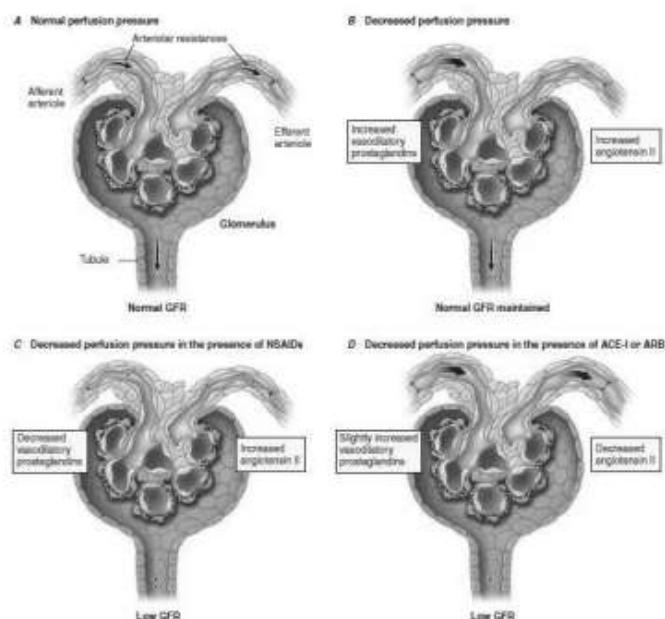 A Normal perfusion pressure
Arteriolar resistances
Afferent
arteriole
Efferent
arteriole
Glomerulus
Tubule
Normal GFR
B Decreased perfusion pressure
Increased
vasodilatory
prostaglandins
Increased
angiotensin II
Normal GFR maintained
C Decreased perfusion pressure in the presence of NSAIDs
Decreased
vasodilatory
prostaglandins
Increased
angiotensin II
Low GFR
D Decreased perfusion pressure in the presence of ACE-I or ARB
Slightly increased
vasodilatory
prostaglandins
Decreased
angiotensin II
Low GFR